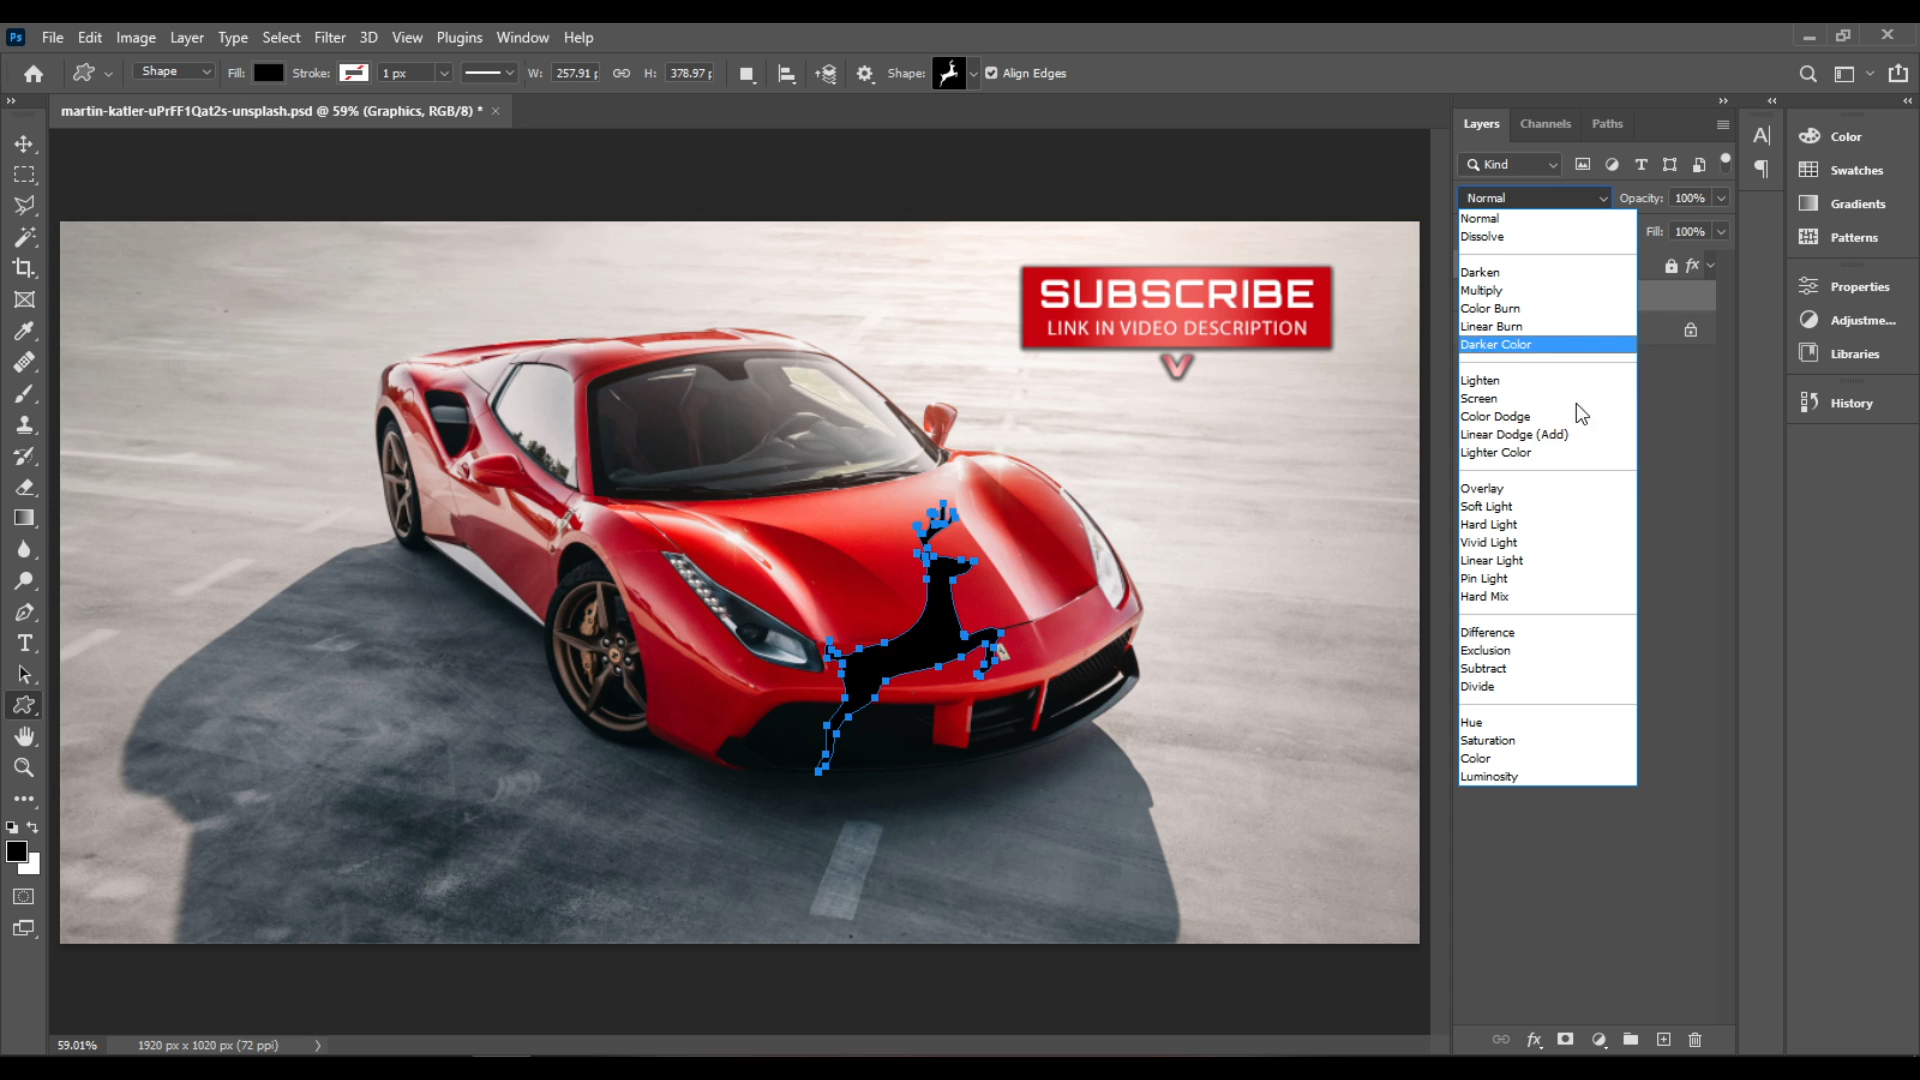 Ps File Edit Image Layer Type Select Filter 3D View Plugins Window Help
Shape Fill: Stroke: 1 px W: 257.91 p H: 378.97 p Shape: Align Edges
martin-katler-uPrFF1Qat2s-unsplash.psd @ 59% (Graphics, RGB/8) * ×
Layers Channels Paths
Kind
Normal Opacity: 100%
Fill: 100%
fx
Normal
Dissolve
Darken
Multiply
Color Burn
Linear Burn
Darker Color
Lighten
Screen
Color Dodge
Linear Dodge (Add)
Lighter Color
Overlay
Soft Light
Hard Light
Vivid Light
Linear Light
Pin Light
Hard Mix
Difference
Exclusion
Subtract
Divide
Hue
Saturation
Color
Luminosity
Color
Swatches
Gradients
Patterns
Properties
Adjustme...
Libraries
History
SUBSCRIBE
LINK IN VIDEO DESCRIPTION
59.01% 1920 px x 1020 px (72 ppi)
fx